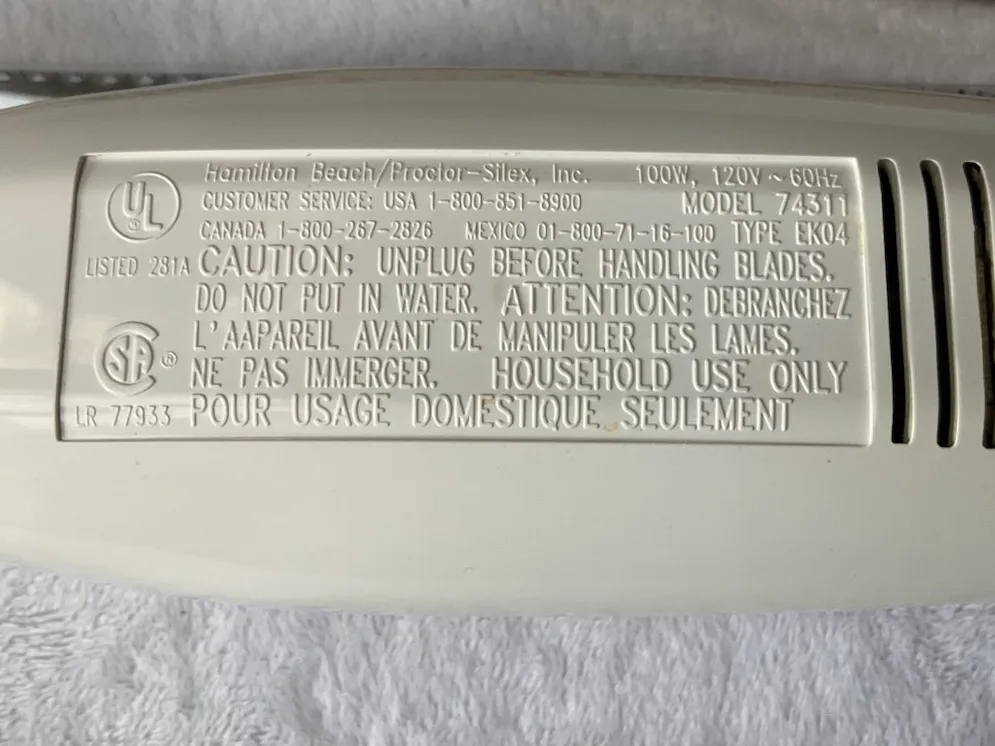 Hamilton Beach/Proctor-Silex, Inc. 100W, 120V ~ 60Hz
UL ® CUSTOMER SERVICE: USA 1-800-851-8900 MODEL 74311
CANADA 1-800-267-2826 MEXICO 01-800-71-16-100 TYPE EK04
LISTED 281A CAUTION: UNPLUG BEFORE HANDLING BLADES.
DO NOT PUT IN WATER. ATTENTION: DEBRANCHEZ
L'AAPAREIL AVANT DE MANIPULER LES LAMES.
SA ® NE PAS IMMERGER. HOUSEHOLD USE ONLY
LR 77933 POUR USAGE DOMESTIQUE SEULEMENT